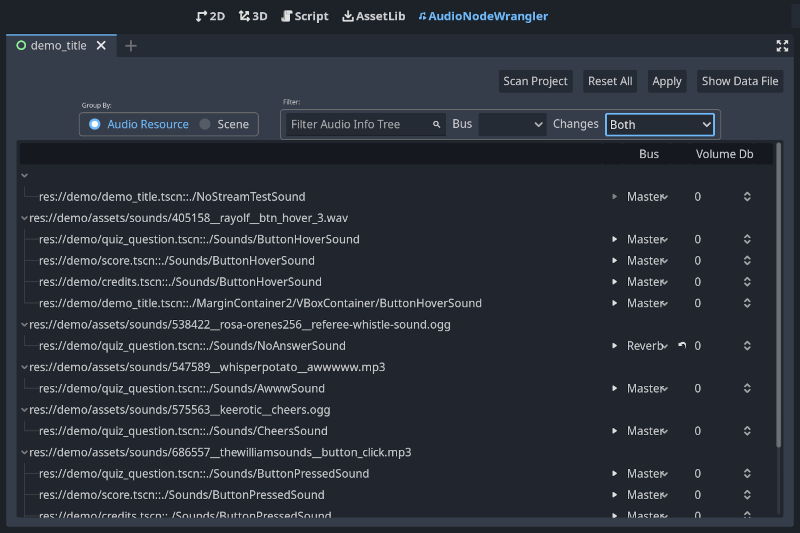 2D 3D Script AssetLib AudioNodeWrangler
demo_title
Scan Project Reset All Apply Show Data File
Group By: Filter:
Audio Resource Scene Filter Audio Info Tree Bus Changes Both
Bus Volume Db
res://demo/demo_title.tscn::./NoStreamTestSound Master 0
res://demo/assets/sounds/405158__rayolf__btn_hover_3.wav
res://demo/quiz_question.tscn::./Sounds/ButtonHoverSound Master 0
res://demo/score.tscn::./Sounds/ButtonHoverSound Master 0
res://demo/credits.tscn::./Sounds/ButtonHoverSound Master 0
res://demo/demo_title.tscn::./MarginContainer2/VBoxContainer/ButtonHoverSound Master 0
res://demo/assets/sounds/538422__rosa-orenes256__referee-whistle-sound.ogg
res://demo/quiz_question.tscn::./Sounds/NoAnswerSound Reverb 0
res://demo/assets/sounds/547589__whisperpotato__awwwww.mp3
res://demo/quiz_question.tscn::./Sounds/AwwwSound Master 0
res://demo/assets/sounds/575563__keerotic__cheers.ogg
res://demo/quiz_question.tscn::./Sounds/CheersSound Master 0
res://demo/assets/sounds/686557__thewilliamsounds__button_click.mp3
res://demo/quiz_question.tscn::./Sounds/ButtonPressedSound Master 0
res://demo/score.tscn::./Sounds/ButtonPressedSound Master 0
res://demo/credits.tscn::./Sounds/ButtonPressedSound Master 0